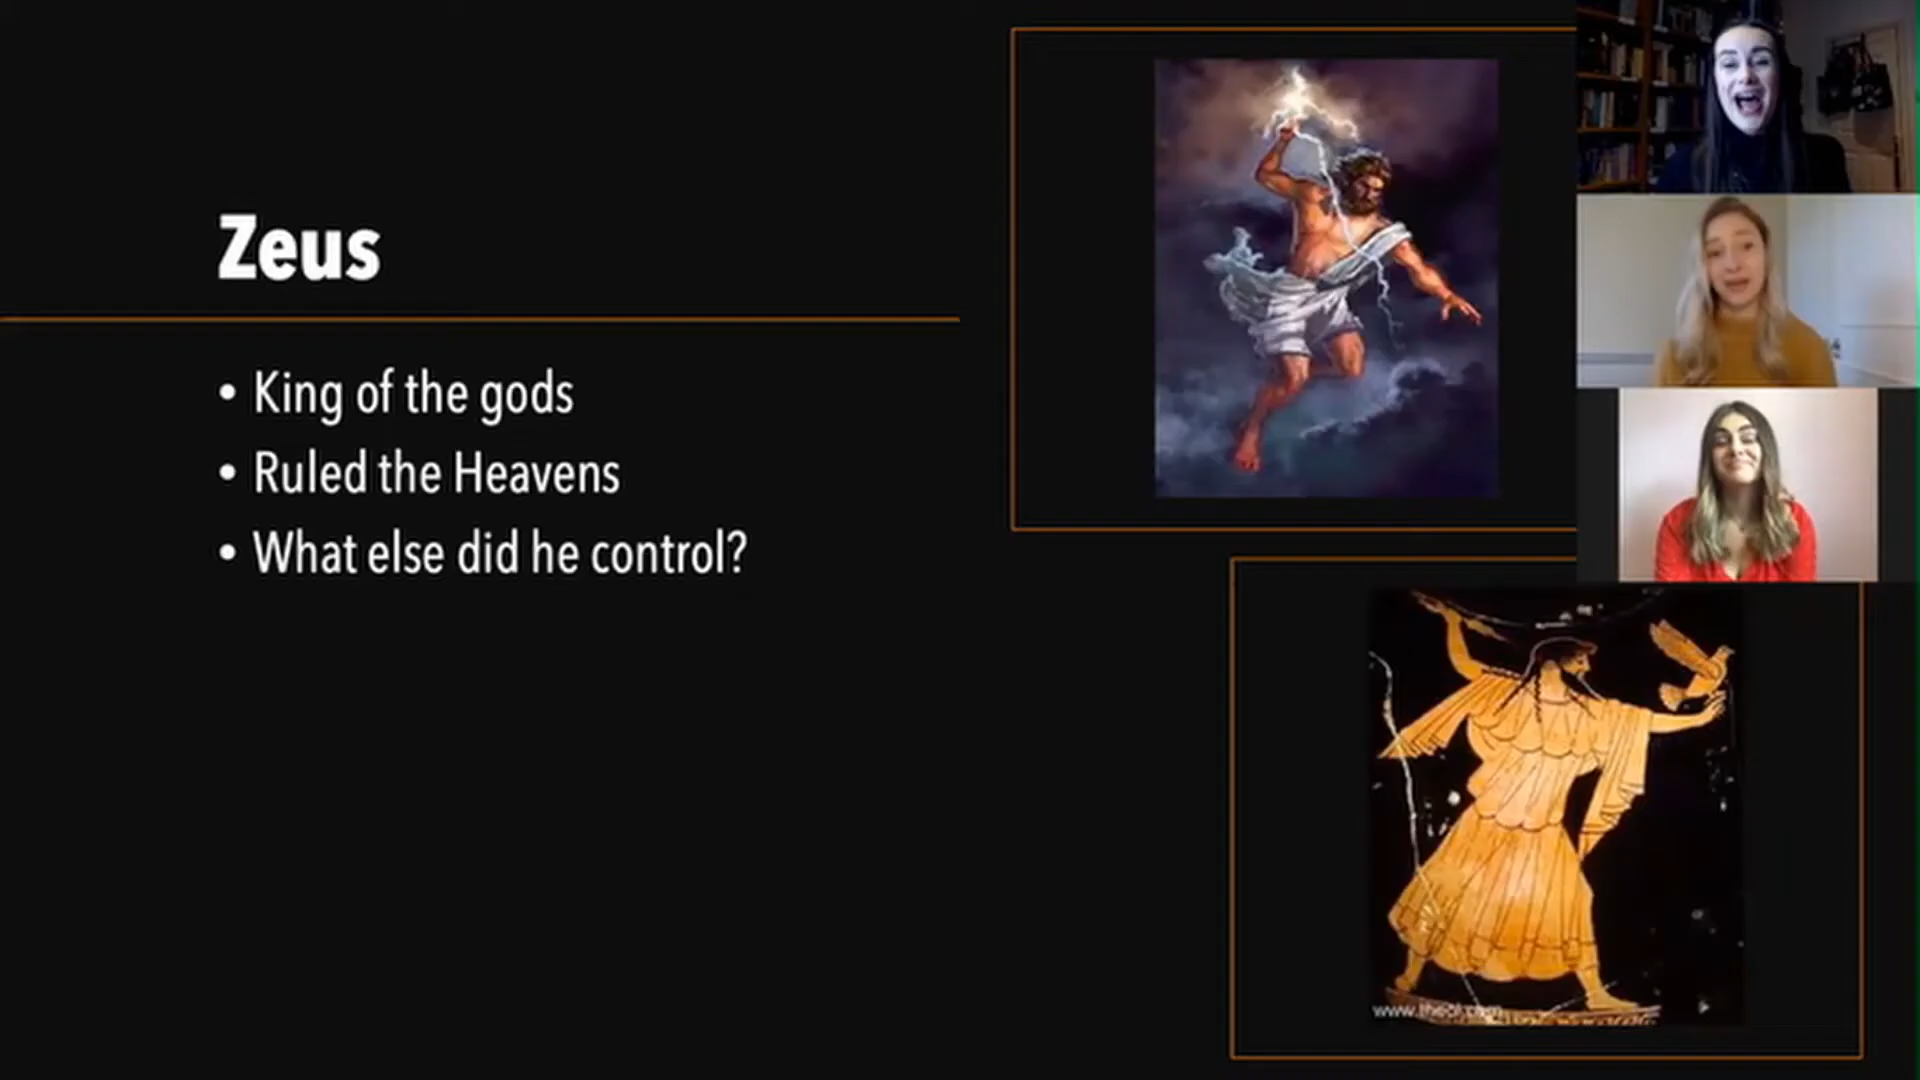 Zeus
• King of the gods
• Ruled the Heavens
• What else did he control?